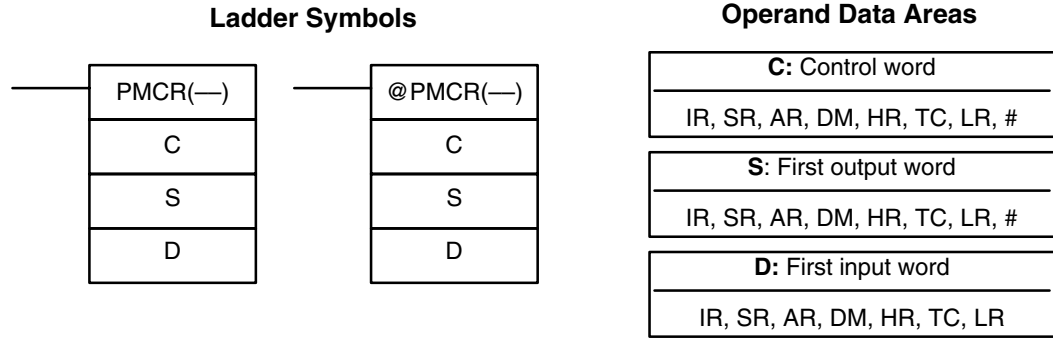 Ladder Symbols
PMCR(—)
C
S
D
@PMCR(—)
C
S
D
Operand Data Areas
C: Control word
IR, SR, AR, DM, HR, TC, LR, #
S: First output word
IR, SR, AR, DM, HR, TC, LR, #
D: First input word
IR, SR, AR, DM, HR, TC, LR